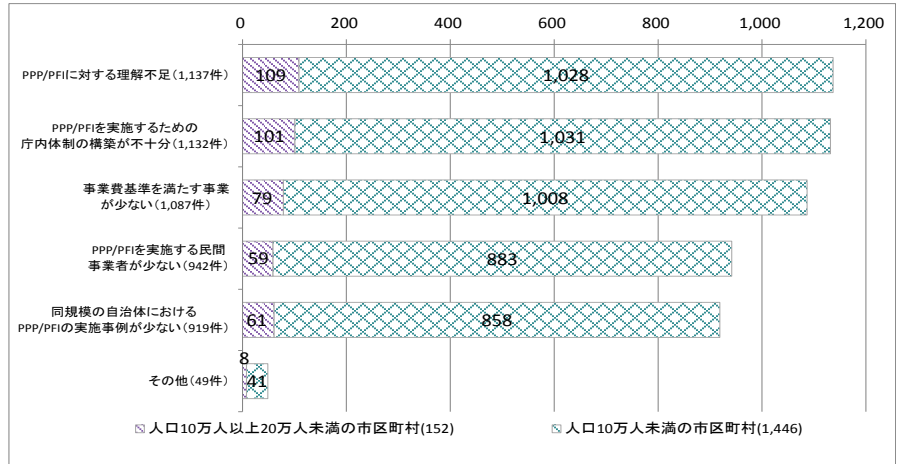 0 200 400 600 800 1,000 1,200
PPP/PFIに対する理解不足(1,137件)
109 1,028
PPP/PFIを実施するための
庁内体制の構築が不十分(1,132件)
101 1,031
事業費基準を満たす事業
が少ない(1,087件)
79 1,008
PPP/PFIを実施する民間
事業者が少ない(942件)
59 883
同規模の自治体における
PPP/PFIの実施事例が少ない(919件)
61 858
その他(49件)
8 41
人口10万人以上20万人未満の市区町村(152) 人口10万人未満の市区町村(1,446)